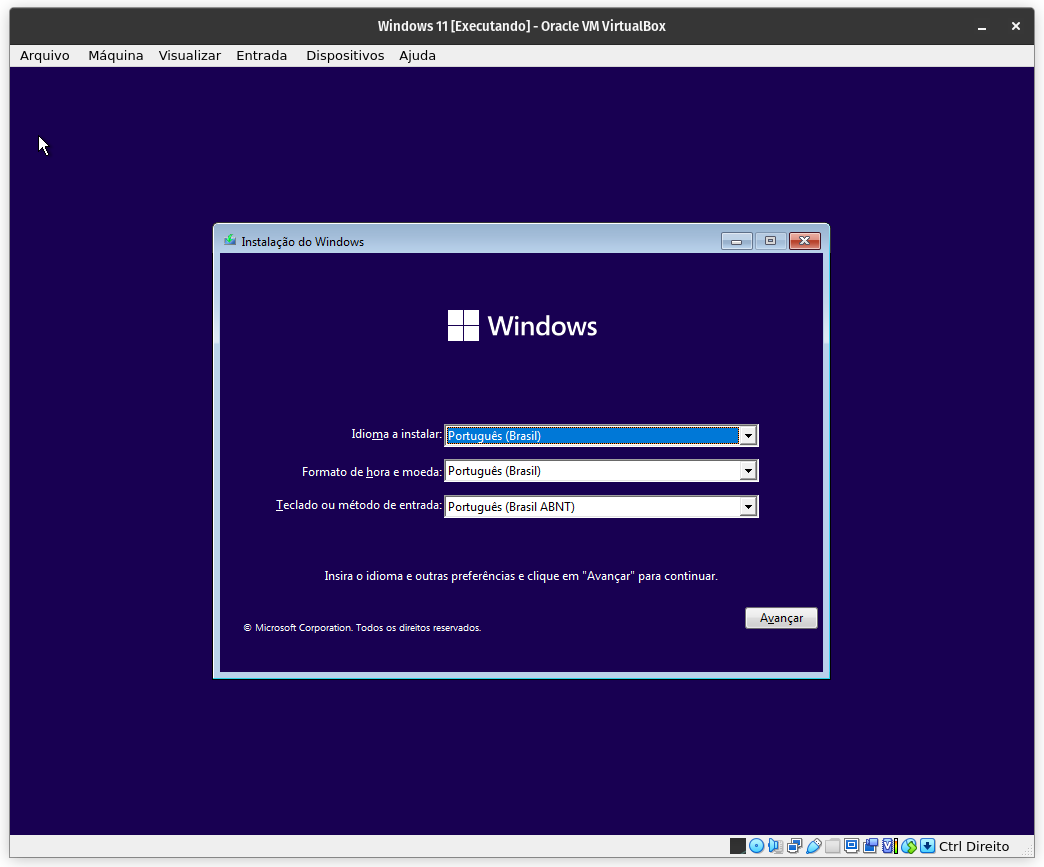 Windows 11 [Executando] - Oracle VM VirtualBox
Arquivo Máquina Visualizar Entrada Dispositivos Ajuda
Instalação do Windows
Windows
Idioma a instalar: Português (Brasil)
Formato de hora e moeda: Português (Brasil)
Teclado ou método de entrada: Português (Brasil ABNT)
Insira o idioma e outras preferências e clique em "Avançar" para continuar.
Avançar
© Microsoft Corporation. Todos os direitos reservados.
Ctrl Direito